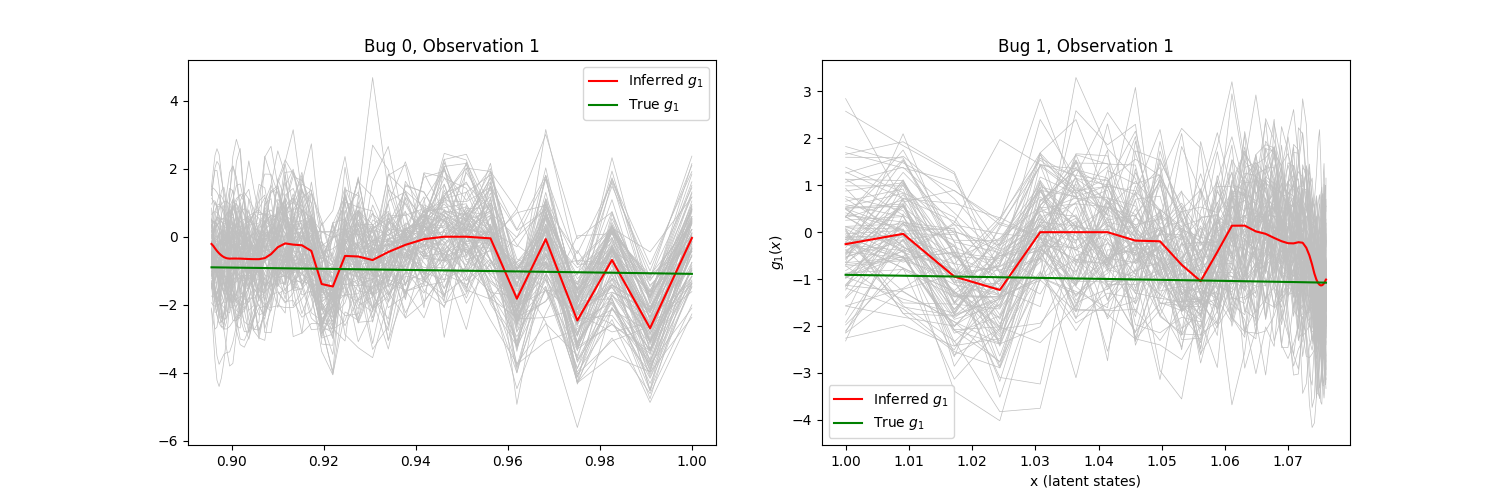 Bug 0, Observation 1
Inferred g₁
True g₁
4
2
0
−2
−4
−6
0.90 0.92 0.94 0.96 0.98 1.00
Bug 1, Observation 1
g₁(x)
3
2
1
0
−1
−2
−3
−4
Inferred g₁
True g₁
1.00 1.01 1.02 1.03 1.04 1.05 1.06 1.07
x (latent states)